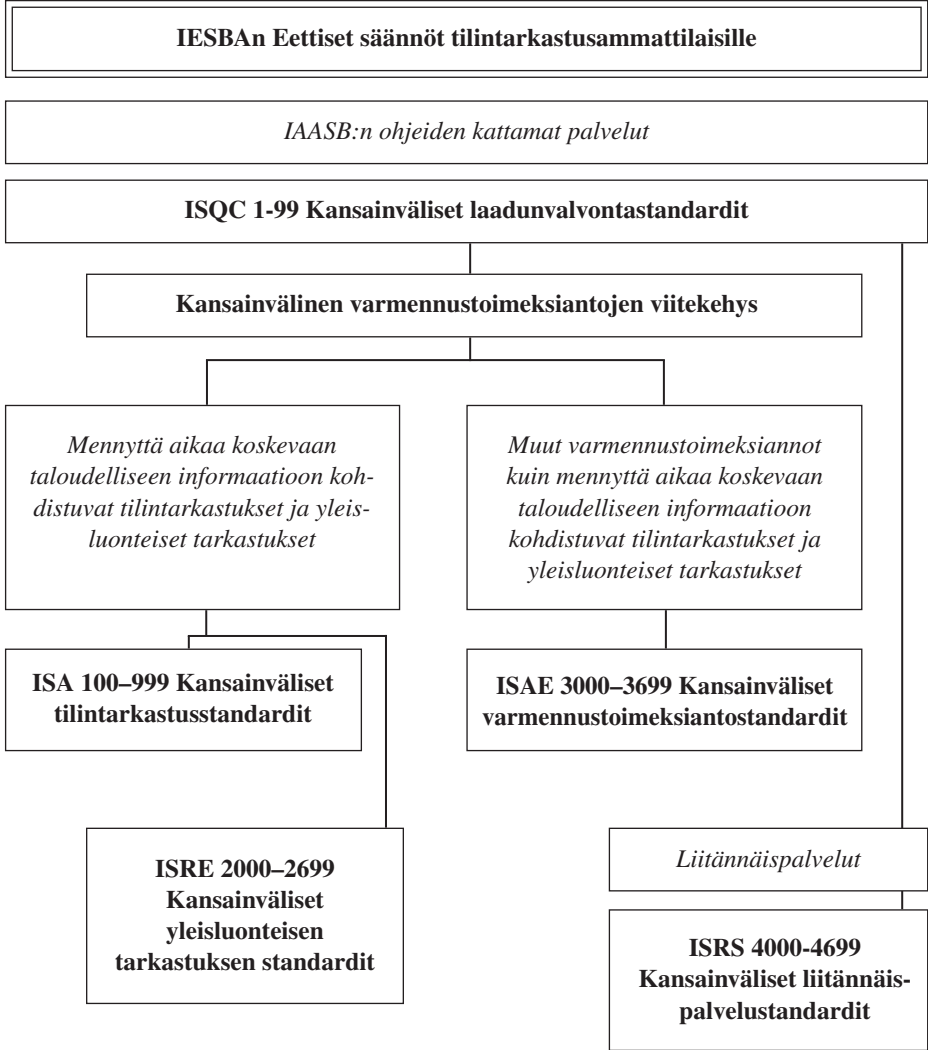 IESBAn Eettiset säännöt tilintarkastusammattilaisille
IAASB:n ohjeiden kattamat palvelut
ISQC 1-99 Kansainväliset laadunvalvontastandardit
Kansainvälinen varmennustoimeksiantojen viitekehys
Mennyttä aikaa koskevaan
taloudelliseen informaatioon koh-
distuvat tilintarkastukset ja yleis-
luonteiset tarkastukset
Muut varmennustoimeksiannot
kuin mennyttä aikaa koskevaan
taloudelliseen informaatioon
kohdistuvat tilintarkastukset ja
yleisluonteiset tarkastukset
ISA 100–999 Kansainväliset
tilintarkastusstandardit
ISAE 3000–3699 Kansainväliset
varmennustoimeksiantostandardit
ISRE 2000–2699
Kansainväliset
yleisluonteisen
tarkastuksen standardit
Liitännäispalvelut
ISRS 4000-4699
Kansainväliset liitännäis-
palvelustandardit